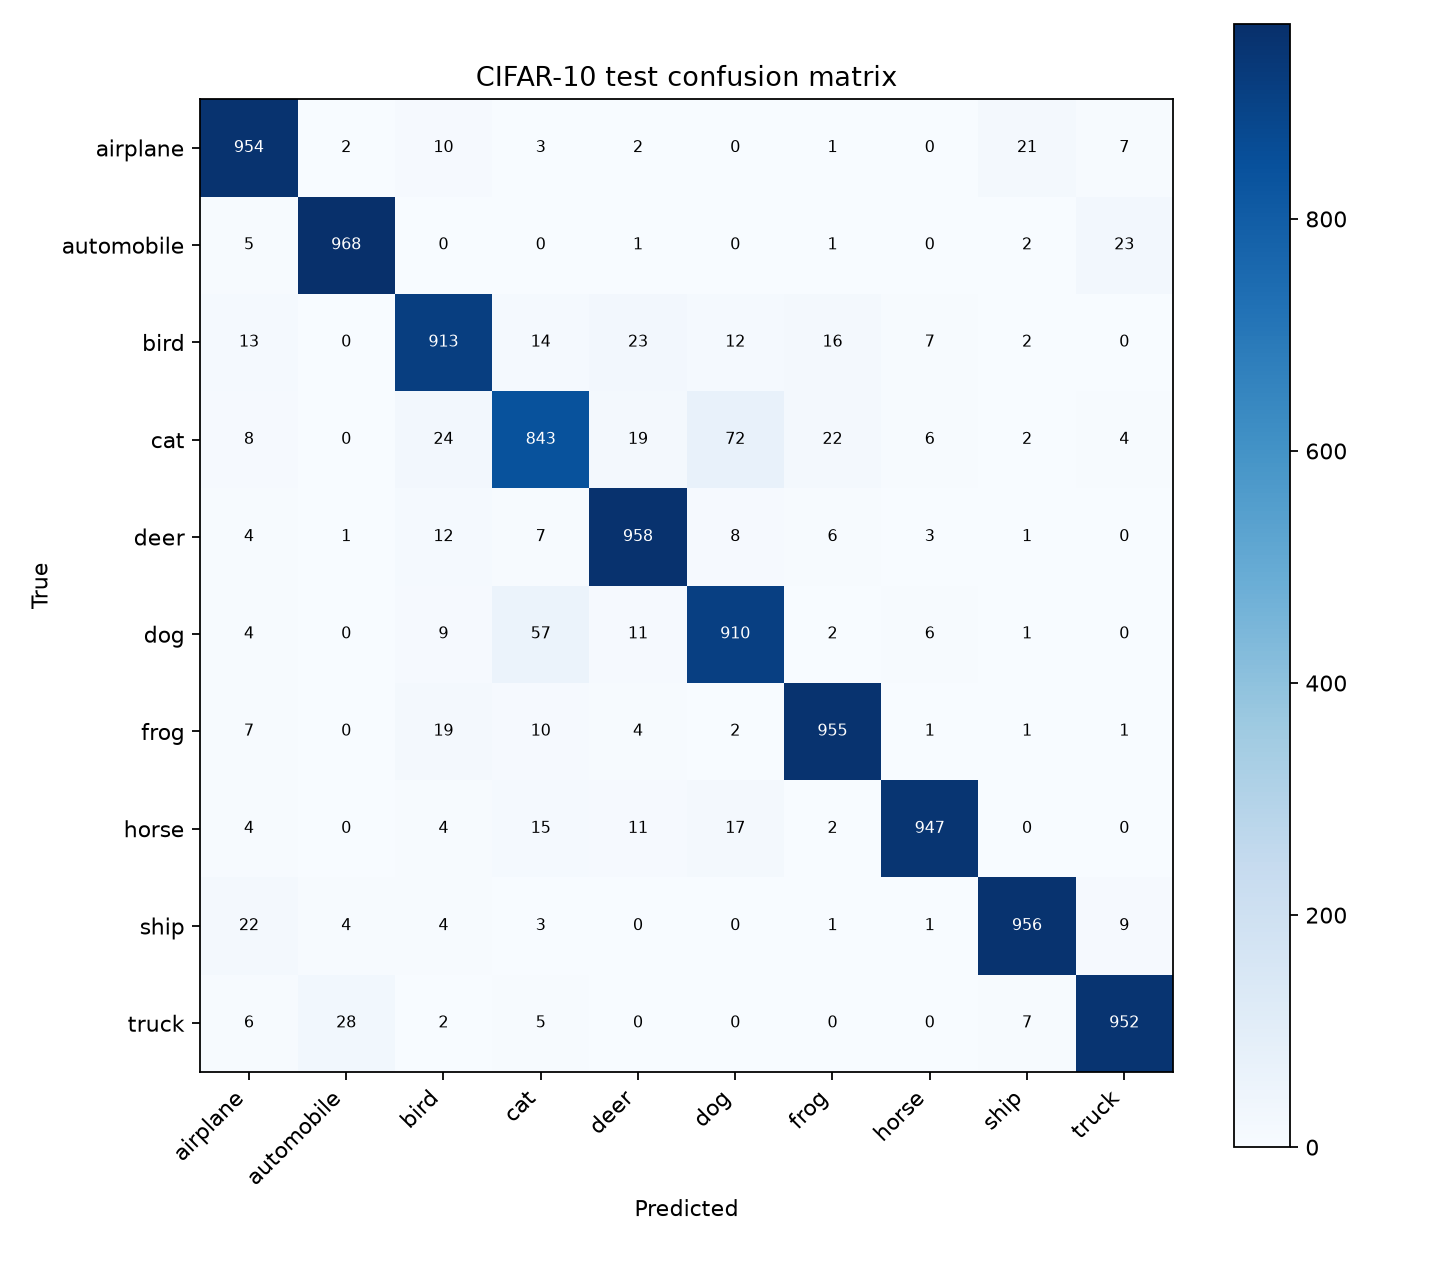 CIFAR-10 test confusion matrix
airplane 954 2 10 3 2 0 1 0 21 7
automobile 5 968 0 0 1 0 1 0 2 23
bird 13 0 913 14 23 12 16 7 2 0
cat 8 0 24 843 19 72 22 6 2 4
deer 4 1 12 7 958 8 6 3 1 0
dog 4 0 9 57 11 910 2 6 1 0
frog 7 0 19 10 4 2 955 1 1 1
horse 4 0 4 15 11 17 2 947 0 0
ship 22 4 4 3 0 0 1 1 956 9
truck 6 28 2 5 0 0 0 0 7 952
airplane automobile bird cat deer dog frog horse ship truck
Predicted
True
800
600
400
200
0